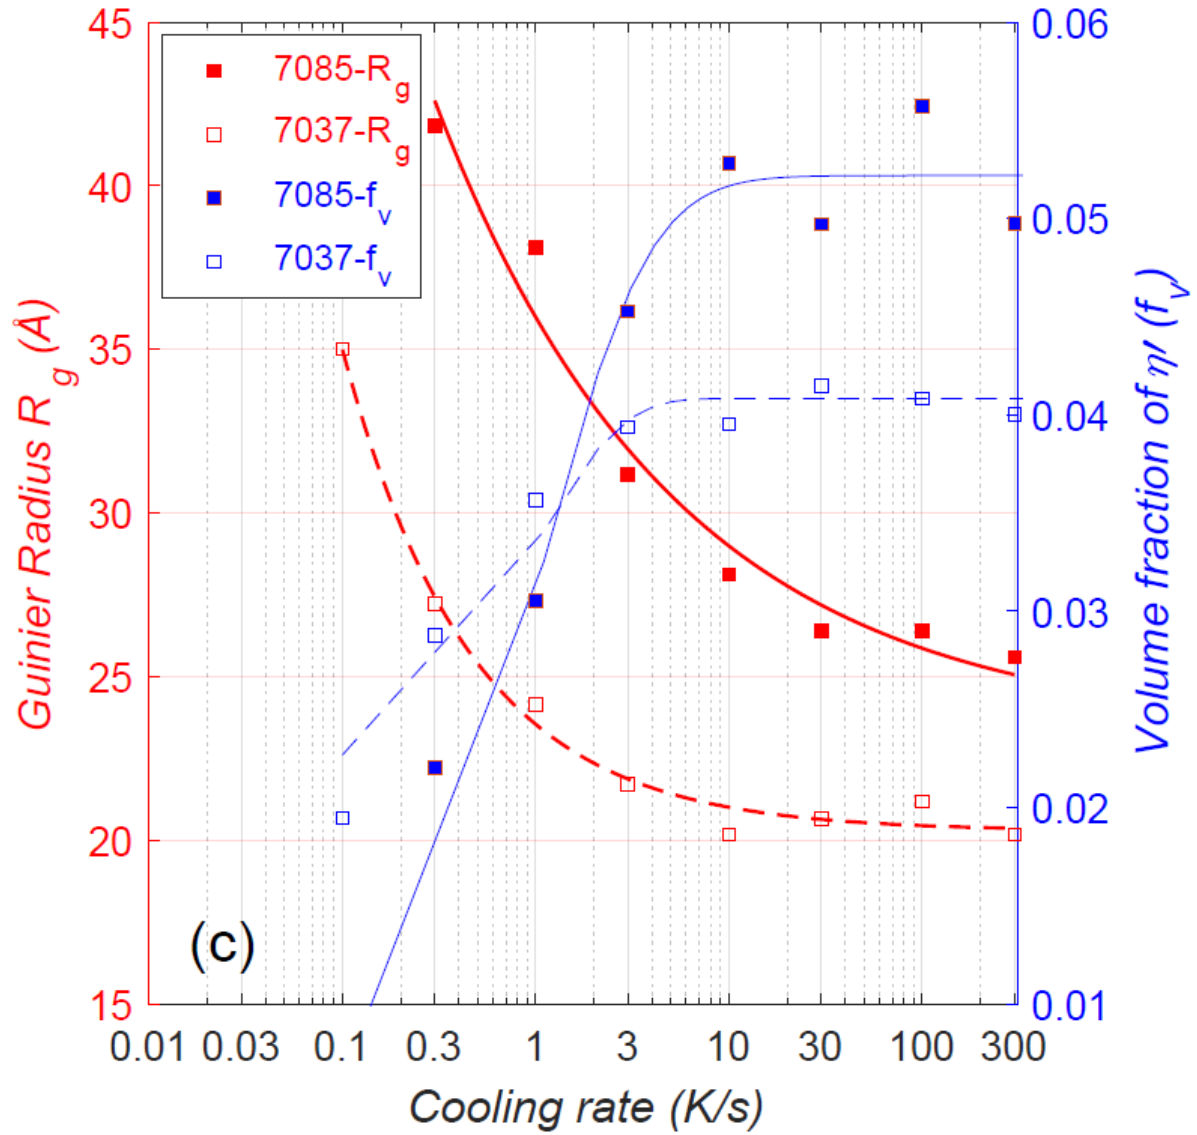 7085-Rg
7037-Rg
7085-fv
7037-fv
45
40
35
30
25
20
15
Guinier Radius Rg (Å)
0.06
0.05
0.04
0.03
0.02
0.01
Volume fraction of η′ (fv)
(c)
0.01 0.03 0.1 0.3 1 3 10 30 100 300
Cooling rate (K/s)